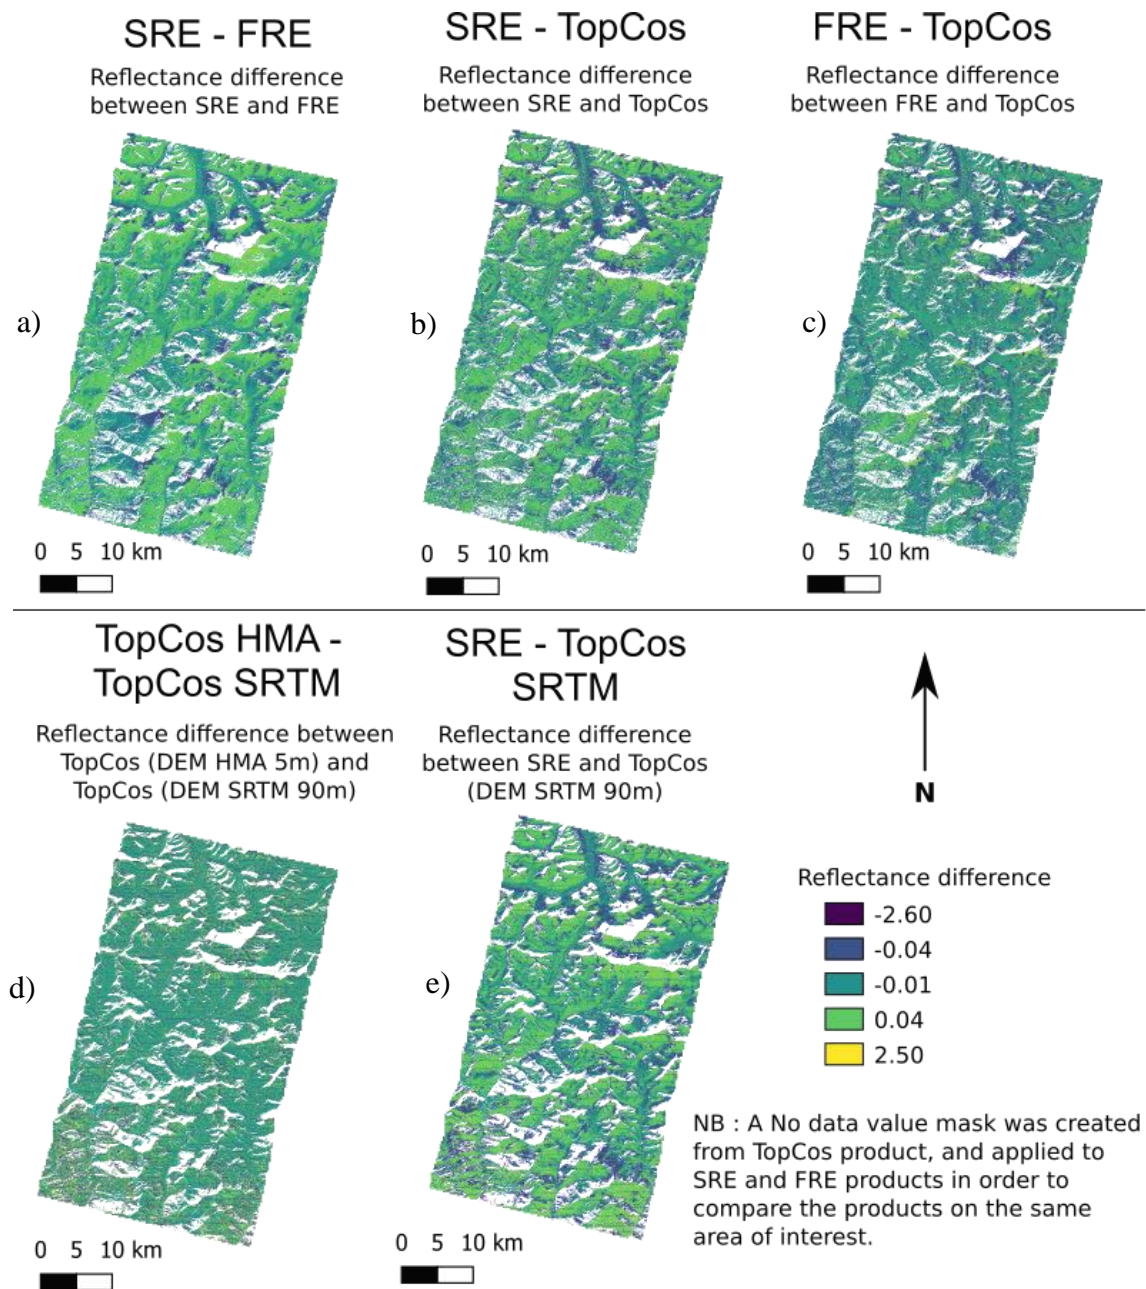 SRE - FRE
Reflectance difference
between SRE and FRE
SRE - TopCos
Reflectance difference
between SRE and TopCos
FRE - TopCos
Reflectance difference
between FRE and TopCos
a)
b)
c)
0 5 10 km
0 5 10 km
0 5 10 km
TopCos HMA -
TopCos SRTM
Reflectance difference between
TopCos (DEM HMA 5m) and
TopCos (DEM SRTM 90m)
SRE - TopCos
SRTM
Reflectance difference
between SRE and TopCos
(DEM SRTM 90m)
N
d)
e)
0 5 10 km
0 5 10 km
Reflectance difference
-2.60
-0.04
-0.01
0.04
2.50
NB : A No data value mask was created
from TopCos product, and applied to
SRE and FRE products in order to
compare the products on the same
area of interest.